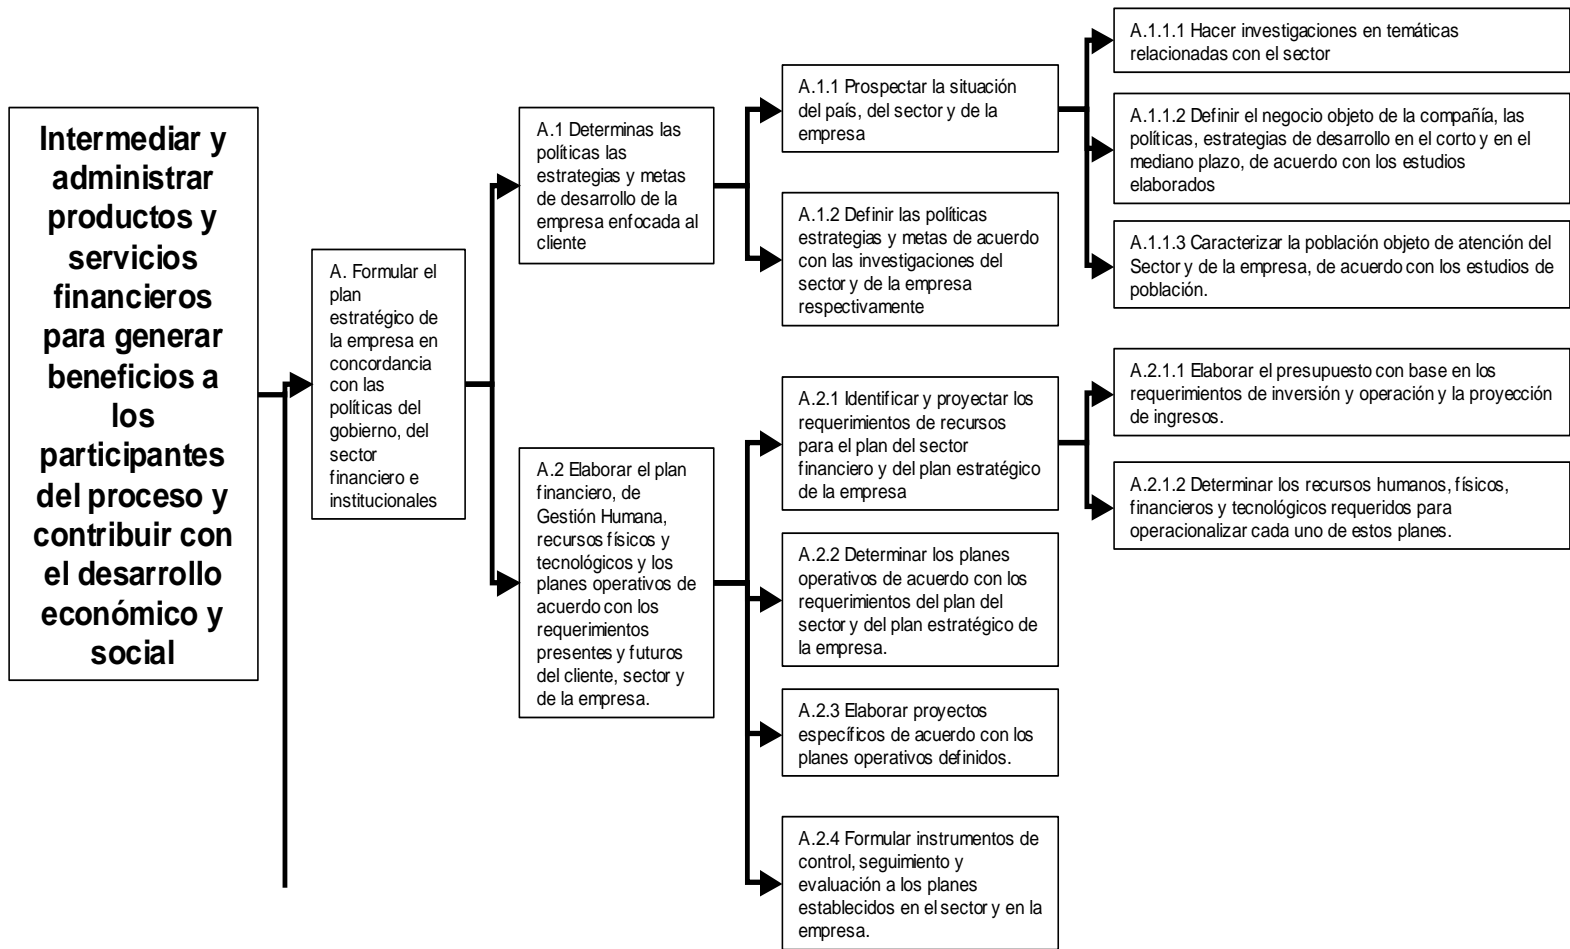 Intermediar y
administrar
productos y
servicios
financieros
para generar
beneficios a
los
participantes
del proceso y
contribuir con
el desarrollo
económico y
social
A. Formular el
plan
estratégico de
la empresa en
concordancia
con las
políticas del
gobierno, del
sector
financiero e
institucionales
A.1 Determinas las
políticas las
estrategias y metas
de desarrollo de la
empresa enfocada al
cliente
A.2 Elaborar el plan
financiero, de
Gestión Humana,
recursos físicos y
tecnológicos y los
planes operativos de
acuerdo con los
requerimientos
presentes y futuros
del cliente, sector y
de la empresa.
A.1.1 Prospectar la situación
del país, del sector y de la
empresa
A.1.2 Definir las políticas
estrategias y metas de acuerdo
con las investigaciones del
sector y de la empresa
respectivamente
A.2.1 Identificar y proyectar los
requerimientos de recursos
para el plan del sector
financiero y del plan estratégico
de la empresa
A.2.2 Determinar los planes
operativos de acuerdo con los
requerimientos del plan del
sector y del plan estratégico de
la empresa.
A.2.3 Elaborar proyectos
específicos de acuerdo con los
planes operativos definidos.
A.2.4 Formular instrumentos de
control, seguimiento y
evaluación a los planes
establecidos en el sector y en la
empresa.
A.1.1.1 Hacer investigaciones en temáticas
relacionadas con el sector
A.1.1.2 Definir el negocio objeto de la compañía, las
políticas, estrategias de desarrollo en el corto y en el
mediano plazo, de acuerdo con los estudios
elaborados
A.1.1.3 Caracterizar la población objeto de atención del
Sector y de la empresa, de acuerdo con los estudios de
población.
A.2.1.1 Elaborar el presupuesto con base en los
requerimientos de inversión y operación y la proyección
de ingresos.
A.2.1.2 Determinar los recursos humanos, físicos,
financieros y tecnológicos requeridos para
operacionalizar cada uno de estos planes.